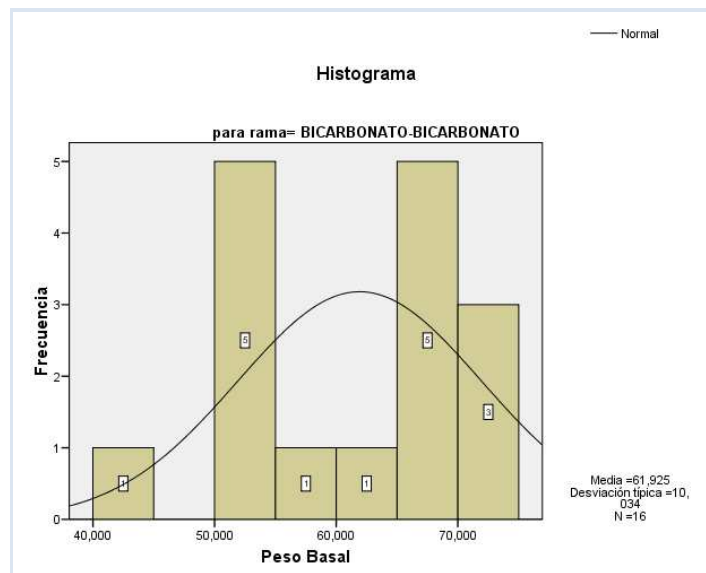 Normal
Histograma
para rama= BICARBONATO-BICARBONATO
5
4
3
2
1
0
Frecuencia
1
5
1
1
5
3
40,000
50,000
60,000
70,000
Peso Basal
Media =61,925
Desviación típica =10,
034
N =16